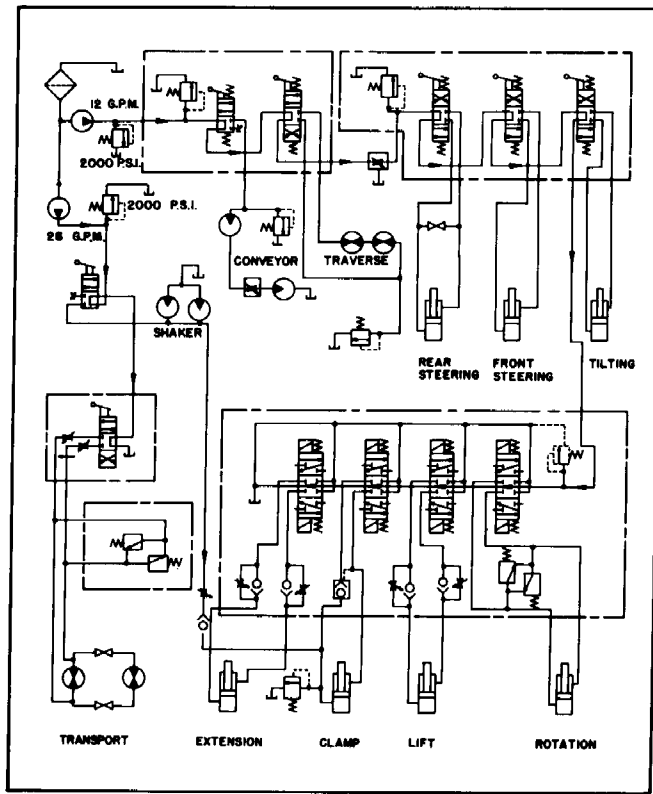 12 G.P.M.
2000 P.S.I.
2000 P.S.I.
26 G.P.M.
CONVEYOR
TRAVERSE
SHAKER
REAR
STEERING
FRONT
STEERING
TILTING
TRANSPORT
EXTENSION
CLAMP
LIFT
ROTATION